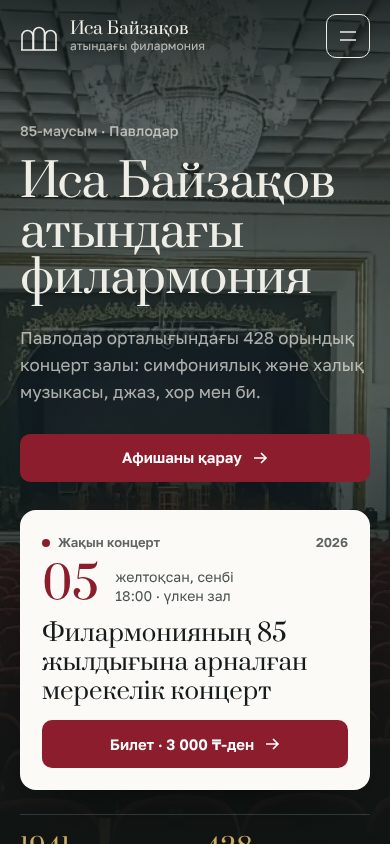 Иса Байзақов
атындағы филармония
85-маусым · Павлодар
Иса Байзақов
атындағы
филармония
Павлодар орталығындағы 428 орындық
концерт залы: симфониялық және халық
музыкасы, джаз, хор мен би.
Афишаны қарау →
Жақын концерт 2026
05 желтоқсан, сенбі
18:00 · үлкен зал
Филармонияның 85
жылдығына арналған
мерекелік концерт
Билет · 3 000 ₸-ден →
1941 428